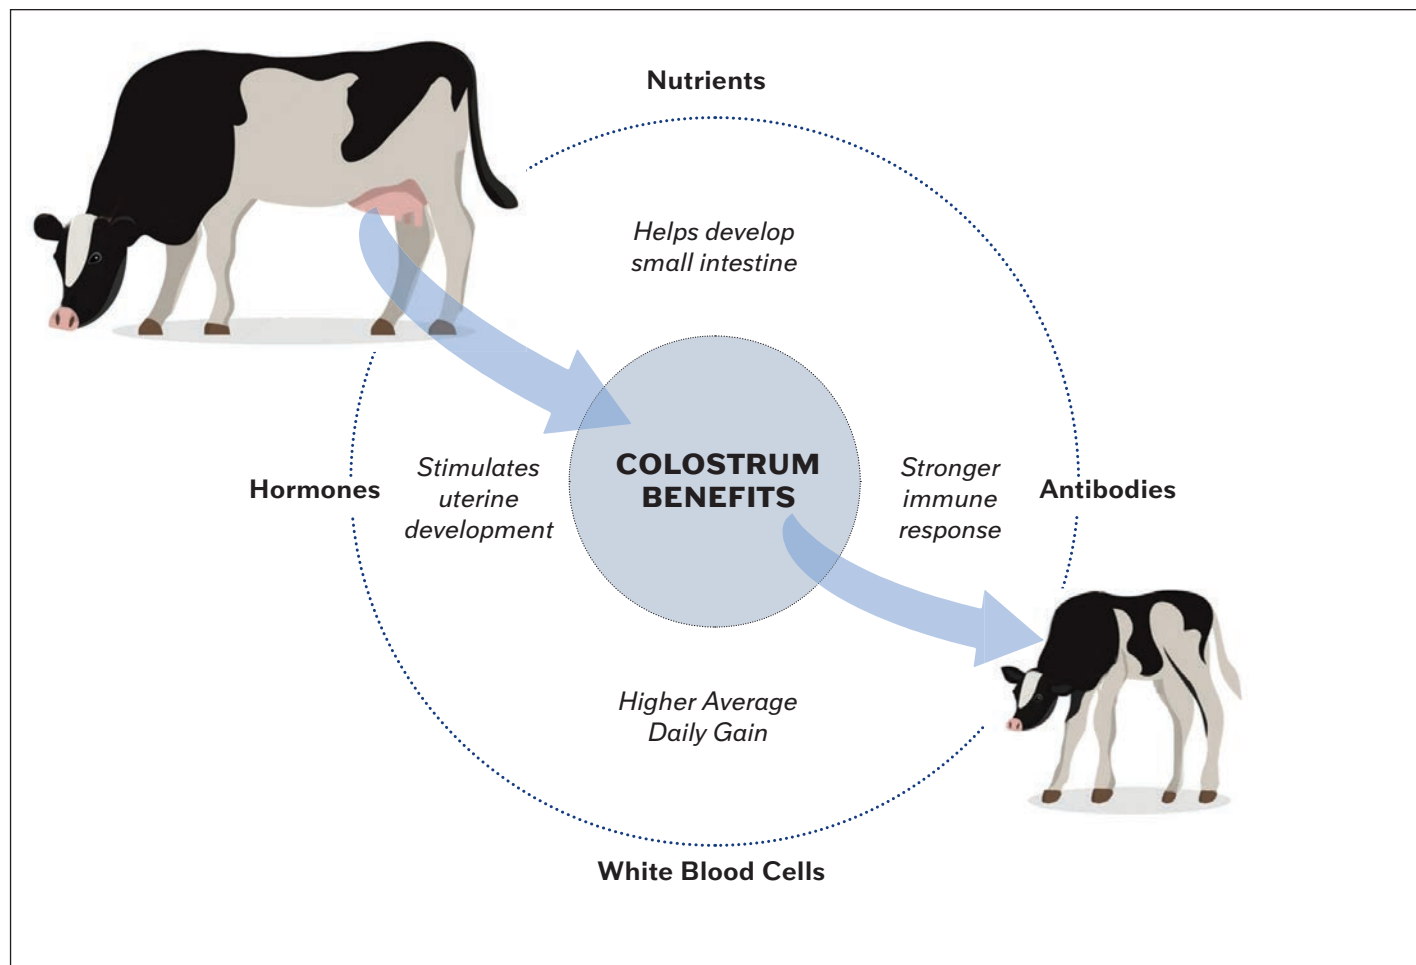 Nutrients
Helps develop
small intestine
COLOSTRUM
BENEFITS
Hormones
Stimulates
uterine
development
Stronger
immune
response
Antibodies
Higher Average
Daily Gain
White Blood Cells